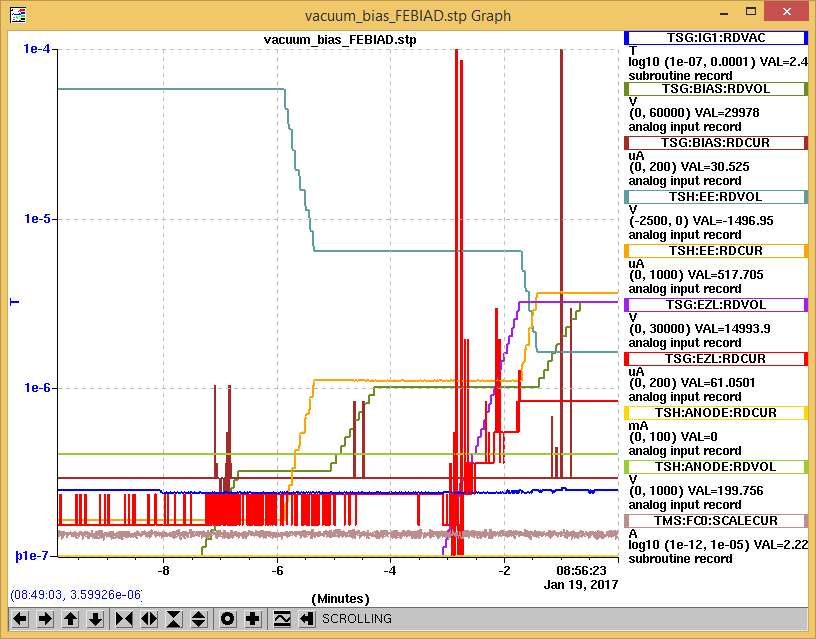 vacuum_bias_FEBIAD.stp Graph
vacuum_bias_FEBIAD.stp
1e-4
1e-5
T
1e-6
1e-7
-8
-6
-4
-2
08:56:23
Jan 19, 2017
(Minutes)
(08:49:03, 3.59926e-06)
SCROLLING
TSG:IG1:RDVAC
T
log10 (1e-07, 0.0001) VAL=2.4
subroutine record
TSG:BIAS:RDVOL
V
(0, 60000) VAL=29978
analog input record
TSG:BIAS:RDCUR
uA
(0, 200) VAL=30.525
analog input record
TSH:EE:RDVOL
V
(-2500, 0) VAL=-1496.95
analog input record
TSH:EE:RDCUR
uA
(0, 1000) VAL=517.705
analog input record
TSG:EZL:RDVOL
V
(0, 30000) VAL=14993.9
analog input record
TSG:EZL:RDCUR
uA
(0, 200) VAL=61.0501
analog input record
TSH:ANODE:RDCUR
mA
(0, 100) VAL=0
analog input record
TSH:ANODE:RDVOL
V
(0, 1000) VAL=199.756
analog input record
TMS:FC0:SCALECUR
A
log10 (1e-12, 1e-05) VAL=2.22
subroutine record